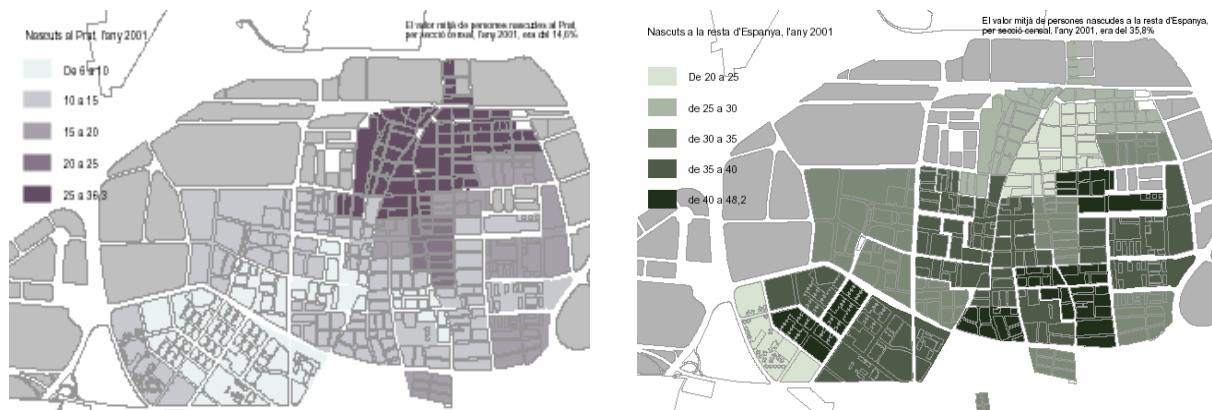 Nascuts al Prat, l'any 2001
El valor mitjà de persones nascudes al Prat,
per secció censal, l'any 2001, era del 14,6%
De 6 a 10
10 a 15
15 a 20
20 a 25
25 a 36,3
Nascuts a la resta d'Espanya, l'any 2001
El valor mitjà de persones nascudes a la resta d'Espanya,
per secció censal, l'any 2001, era del 35,8%
De 20 a 25
de 25 a 30
de 30 a 35
de 35 a 40
de 40 a 48,2